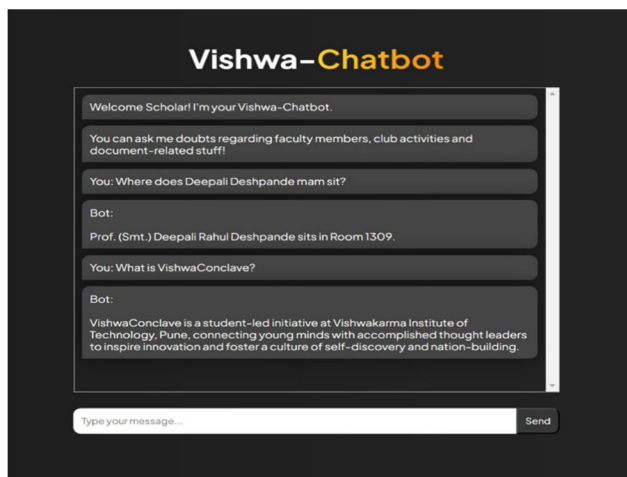 Vishwa-Chatbot
Welcome Scholar! I'm your Vishwa-Chatbot.
You can ask me doubts regarding faculty members, club activities and
document-related stuff!
You: Where does Deepali Deshpande mam sit?
Bot:
Prof. (Smt.) Deepali Rahul Deshpande sits in Room 1309.
You: What is VishwaConclave?
Bot:
VishwaConclave is a student-led initiative at Vishwakarma Institute of
Technology, Pune, connecting young minds with accomplished thought leaders
to inspire innovation and foster a culture of self-discovery and nation-building.
Type your message...
Send